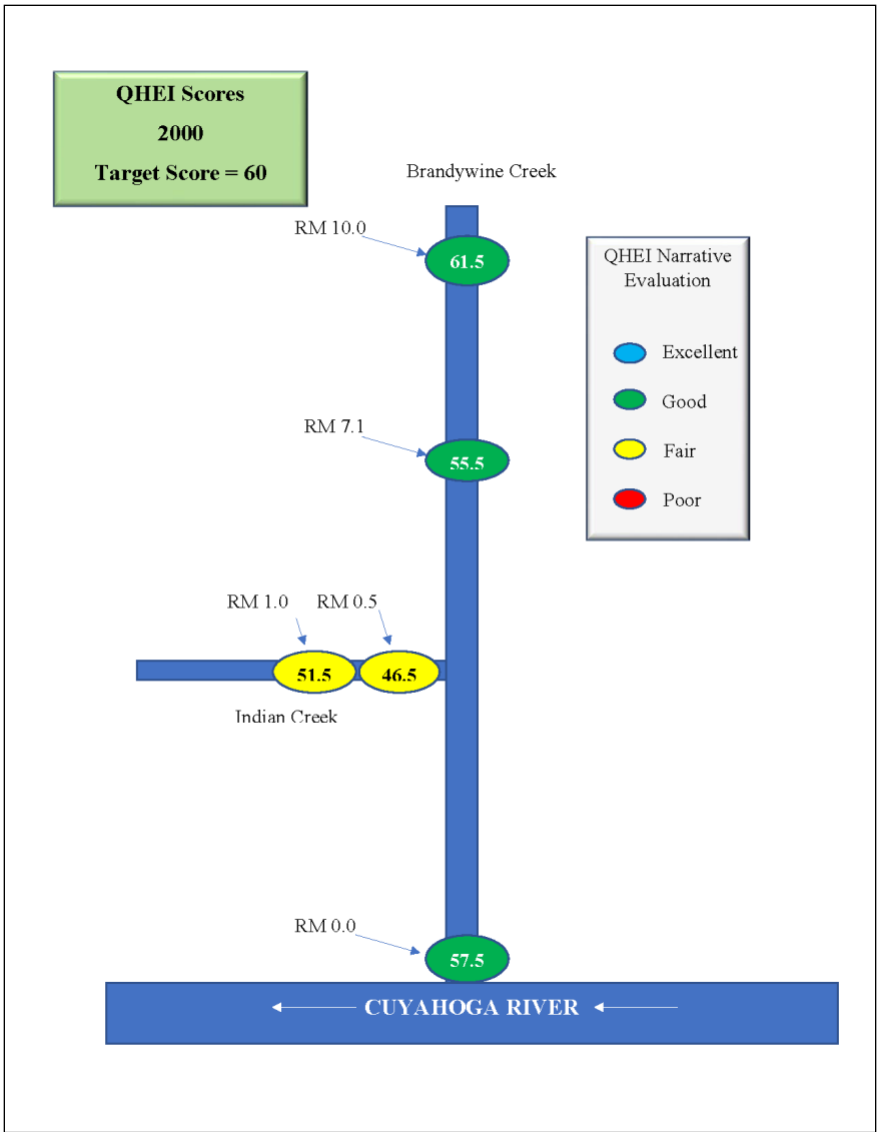 QHEI Scores
2000
Target Score = 60
Brandywine Creek
RM 10.0
61.5
QHEI Narrative
Evaluation
Excellent
Good
Fair
Poor
RM 7.1
55.5
RM 1.0
RM 0.5
51.5
46.5
Indian Creek
RM 0.0
57.5
CUYAHOGA RIVER